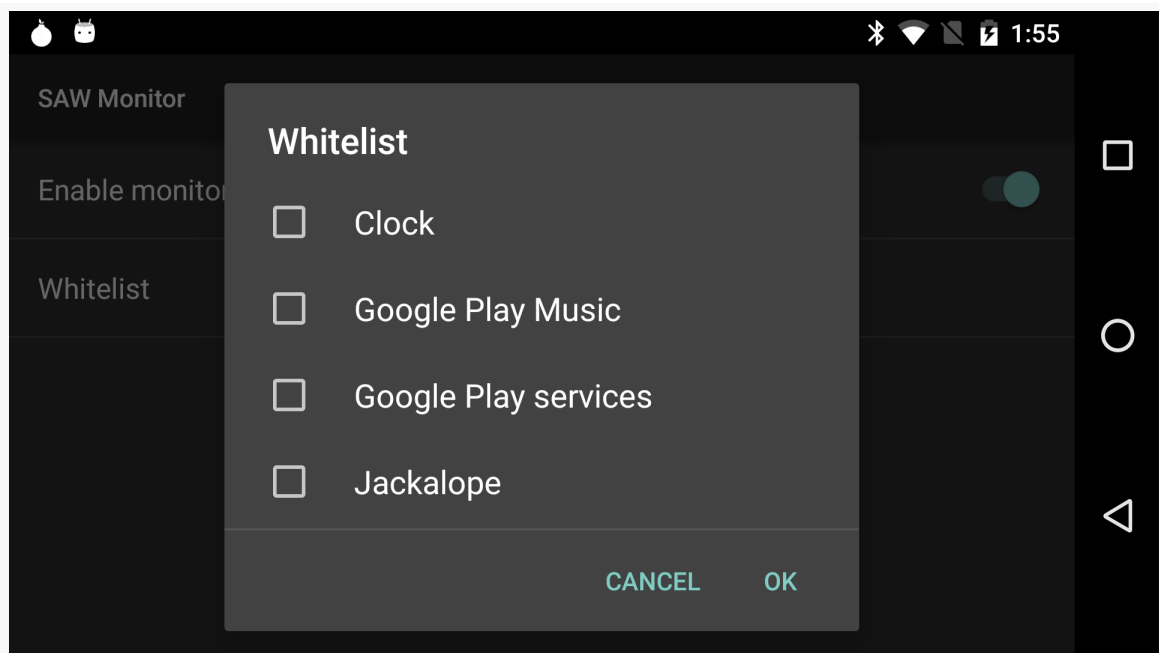 1:55
SAW Monitor
Whitelist
Enable monitor
Clock
Google Play Music
Whitelist
Google Play services
Jackalope
CANCEL OK